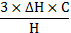 3 × ΔH × C
H